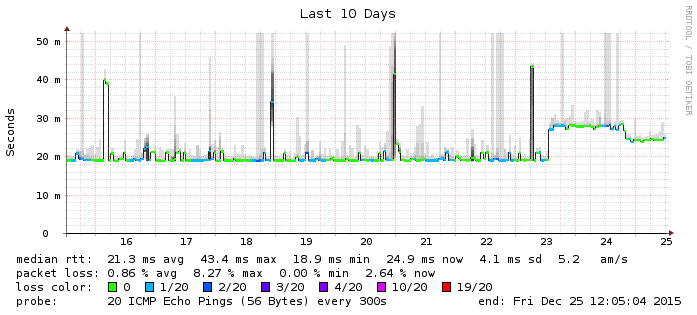 Last 10 Days
RRDTOOL / TOBI OETIKER
Seconds
50 m
40 m
30 m
20 m
10 m
0
16 17 18 19 20 21 22 23 24 25
median rtt: 21.3 ms avg 43.4 ms max 18.9 ms min 24.9 ms now 4.1 ms sd 5.2 am/s
packet loss: 0.86 % avg 8.27 % max 0.00 % min 2.64 % now
loss color: 0 1/20 2/20 3/20 4/20 10/20 19/20
probe: 20 ICMP Echo Pings (56 Bytes) every 300s end: Fri Dec 25 12:05:04 2015